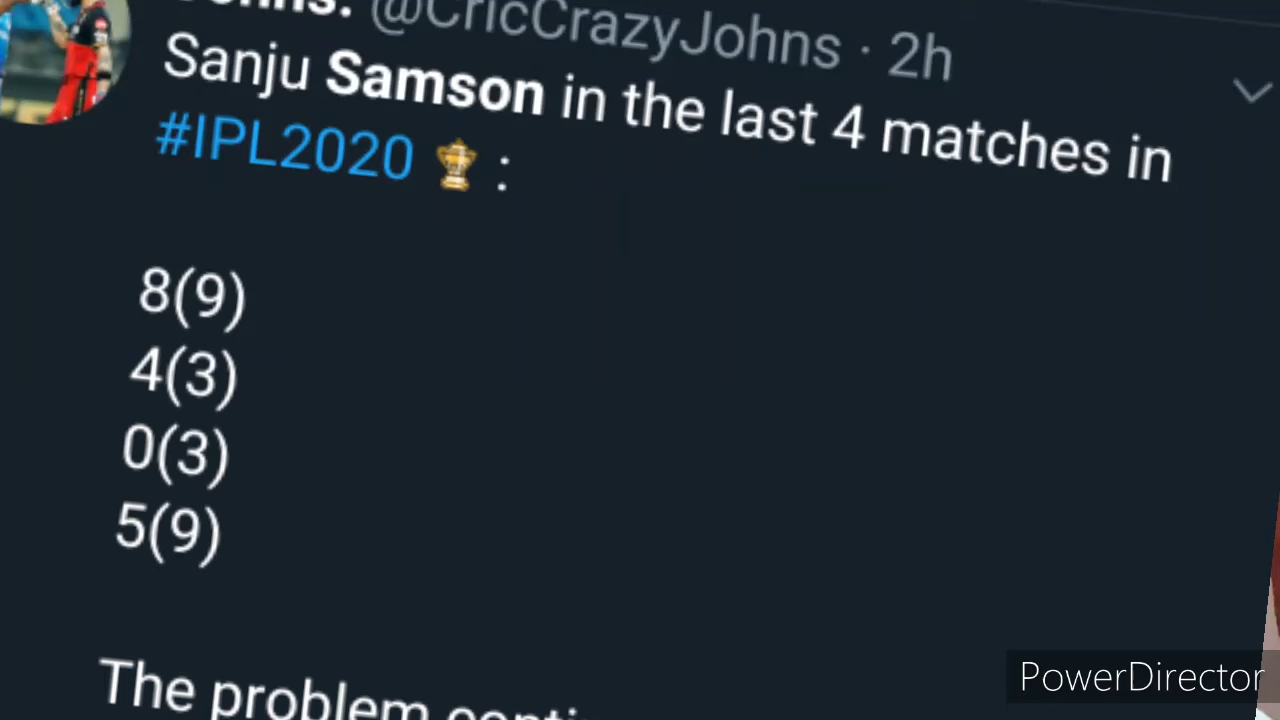 Johns. @CricCrazyJohns · 2h
Sanju Samson in the last 4 matches in
#IPL2020 :
8(9)
4(3)
0(3)
5(9)
The problem
PowerDirector